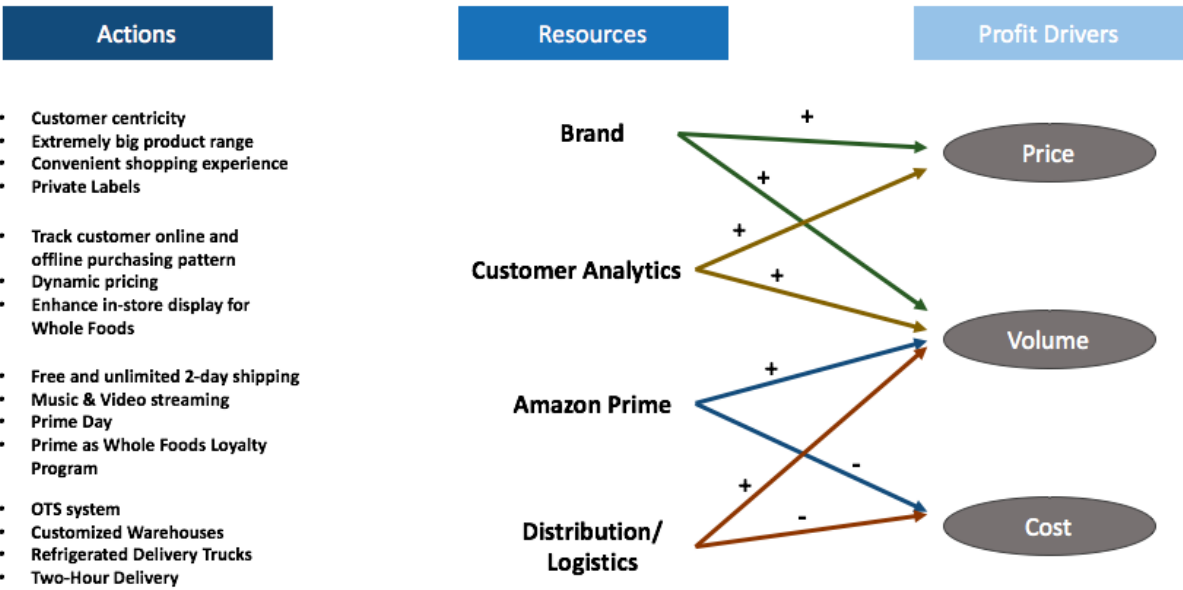 Actions
Resources
Profit Drivers
• Customer centricity
• Extremely big product range
• Convenient shopping experience
• Private Labels
• Track customer online and
offline purchasing pattern
• Dynamic pricing
• Enhance in-store display for
Whole Foods
• Free and unlimited 2-day shipping
• Music & Video streaming
• Prime Day
• Prime as Whole Foods Loyalty
Program
• OTS system
• Customized Warehouses
• Refrigerated Delivery Trucks
• Two-Hour Delivery
Brand
Customer Analytics
Amazon Prime
Distribution/
Logistics
+
+
+
+
+
-
+
-
Price
Volume
Cost